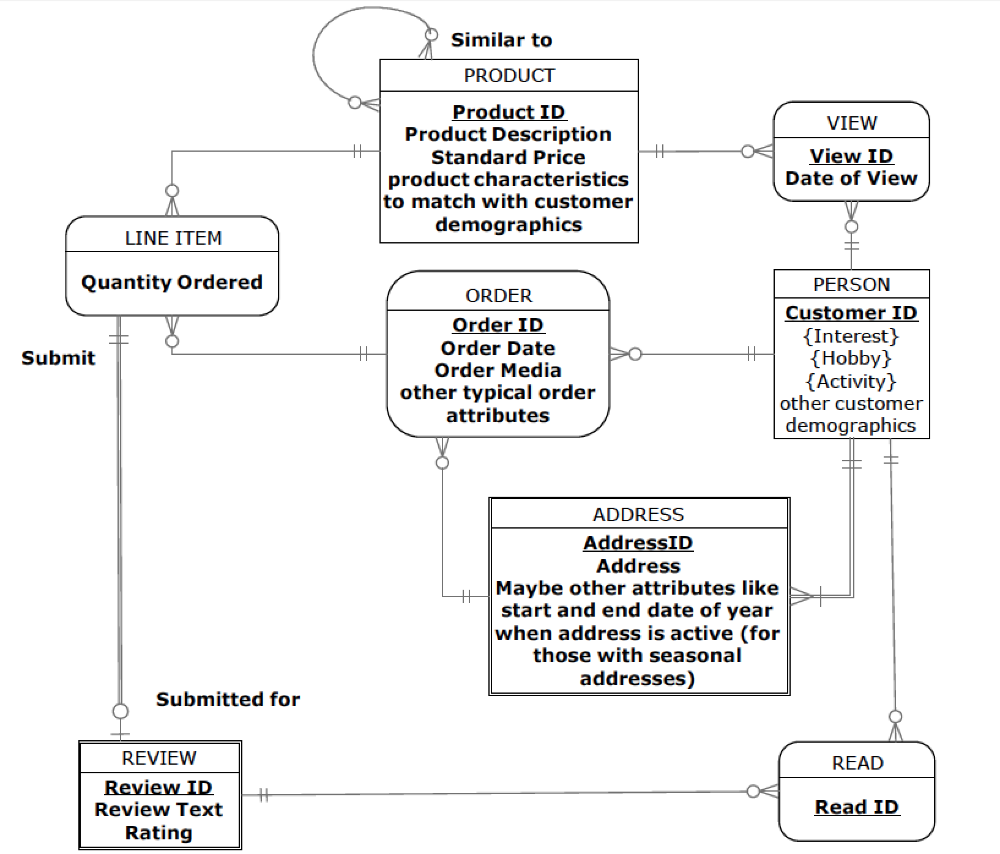 Similar to
PRODUCT
Product ID
Product Description
Standard Price
product characteristics
to match with customer
demographics
VIEW
View ID
Date of View
LINE ITEM
Quantity Ordered
ORDER
Order ID
Order Date
Order Media
other typical order
attributes
PERSON
Customer ID
{Interest}
{Hobby}
{Activity}
other customer
demographics
Submit
ADDRESS
AddressID
Address
Maybe other attributes like
start and end date of year
when address is active (for
those with seasonal
addresses)
Submitted for
REVIEW
Review ID
Review Text
Rating
READ
Read ID